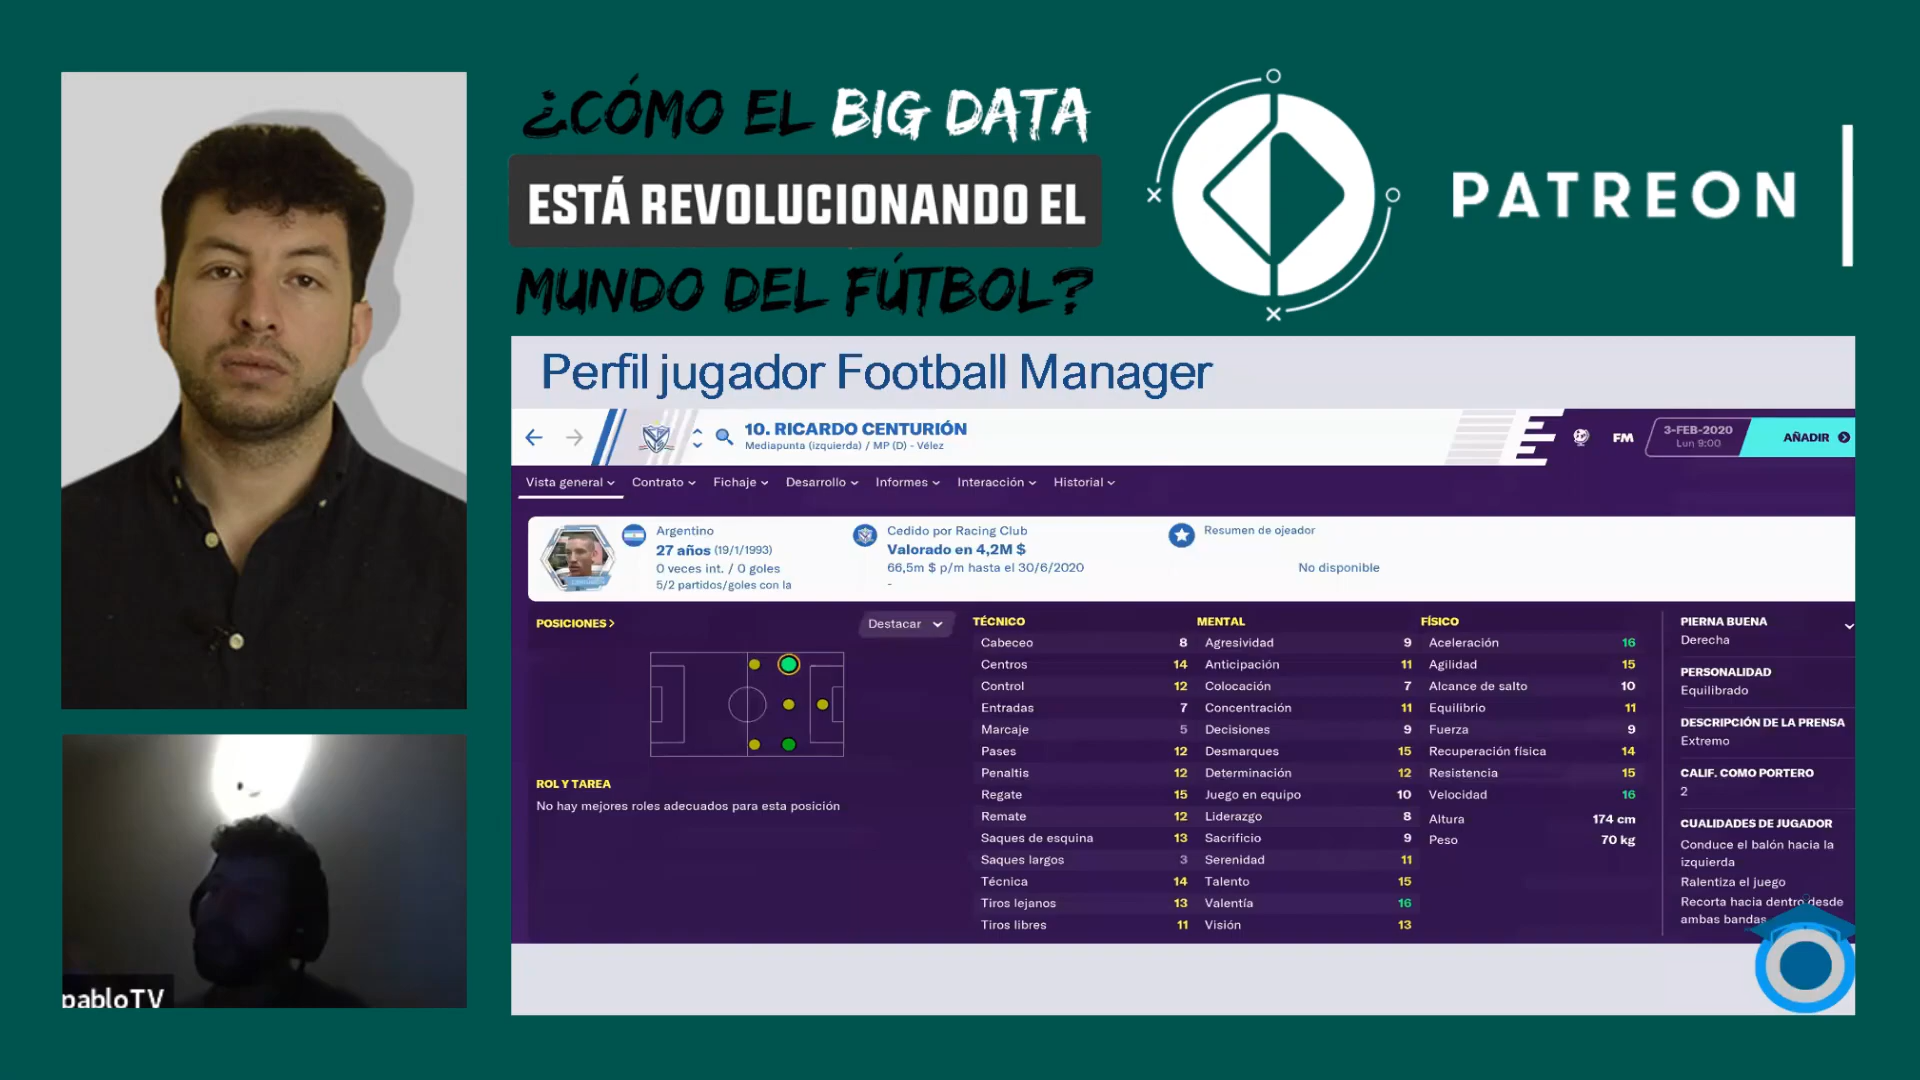 ¿CÓMO EL BIG DATA
ESTÁ REVOLUCIONANDO EL
MUNDO DEL FÚTBOL?
PATREON
Perfil jugador Football Manager
10. RICARDO CENTURIÓN
Mediapunta (izquierda) / MP (D) - Vélez
FM
3-FEB-2020
Lun 9:00
AÑADIR
Vista general Contrato Fichaje Desarrollo Informes Interacción Historial
Argentino
27 años (19/1/1993)
0 veces int. / 0 goles
5/2 partidos/goles con la
Cedido por Racing Club
Valorado en 4,2M $
66,5m $ p/m hasta el 30/6/2020
-
Resumen de ojeador
No disponible
POSICIONES >
Destacar
ROL Y TAREA
No hay mejores roles adecuados para esta posición
TÉCNICO
Cabeceo 8
Centros 14
Control 12
Entradas 7
Marcaje 5
Pases 12
Penaltis 12
Regate 15
Remate 12
Saques de esquina 13
Saques largos 3
Técnica 14
Tiros lejanos 13
Tiros libres 11
MENTAL
Agresividad 9
Anticipación 11
Colocación 7
Concentración 11
Decisiones 9
Desmarques 15
Determinación 12
Juego en equipo 10
Liderazgo 8
Sacrificio 9
Serenidad 11
Talento 15
Valentía 16
Visión 13
FÍSICO
Aceleración 16
Agilidad 15
Alcance de salto 10
Equilibrio 11
Fuerza 9
Recuperación física 14
Resistencia 15
Velocidad 16
Altura 174 cm
Peso 70 kg
PIERNA BUENA
Derecha
PERSONALIDAD
Equilibrado
DESCRIPCIÓN DE LA PRENSA
Extremo
CALIF. COMO PORTERO
2
CUALIDADES DE JUGADOR
Conduce el balón hacia la
izquierda
Ralentiza el juego
Recorta hacia dentro desde
ambas bandas
pabloTV